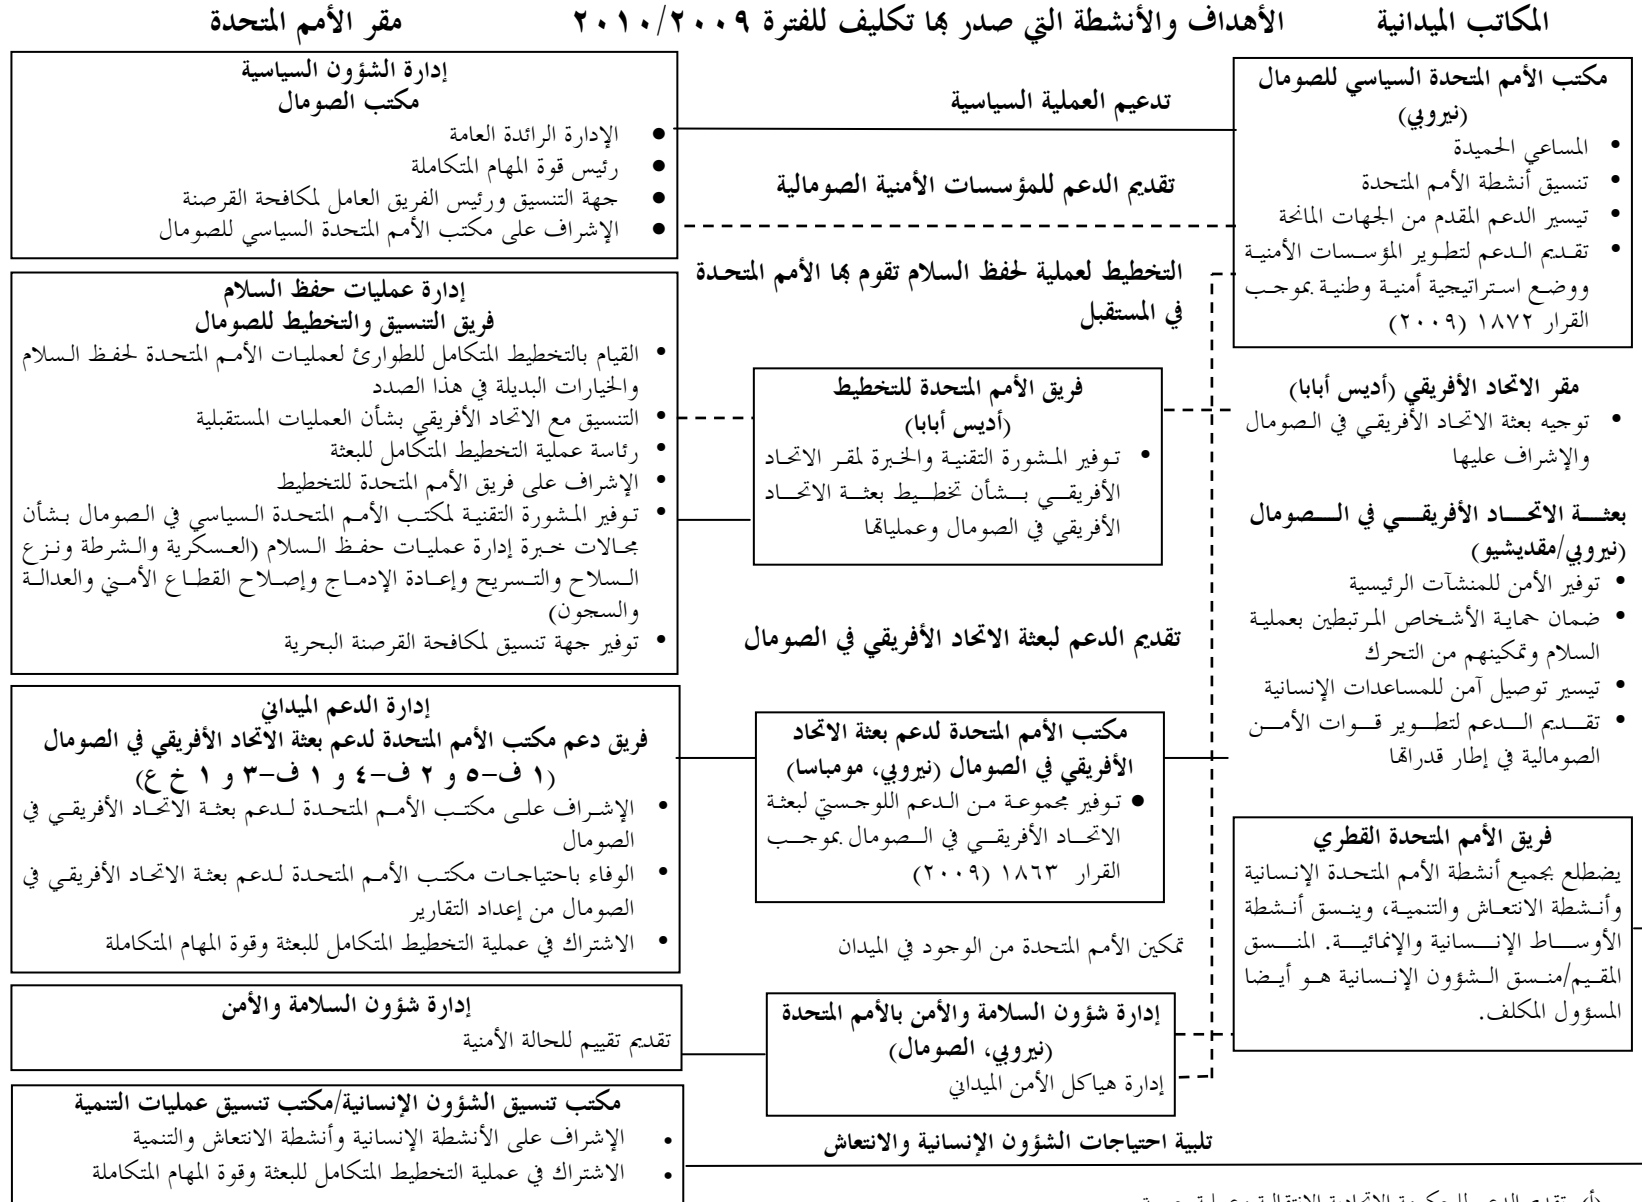 المكاتب الميدانية
الأهداف والأنشطة التي صدر بها تكليف للفترة ٢٠١٠/٢٠٠٩
مقر الأمم المتحدة
مكتب الأمم المتحدة السياسي للصومال
(نيروبي)
• المساعي الحميدة
• تنسيق أنشطة الأمم المتحدة
• تيسير الدعم المقدم من الجهات المانحة
• تقديم الدعم لتطوير المؤسسات الأمنية
ووضع استراتيجية أمنية وطنية بموجب
القرار ١٨٧٢ (٢٠٠٩)
مقر الاتحاد الأفريقي (أديس أبابا)
• توجيه بعثة الاتحاد الأفريقي في الصومال
والإشراف عليها
بعثة الاتحاد الأفريقي في الصومال
(نيروبي/مقديشيو)
• توفير الأمن للمنشآت الرئيسية
• ضمان حماية الأشخاص المرتبطين بعملية
السلام وتمكينهم من التحرك
• تيسير توصيل آمن للمساعدات الإنسانية
• تقديم الدعم لتطوير قوات الأمن
الصومالية في إطار قدراتها
فريق الأمم المتحدة القطري
يضطلع بجميع أنشطة الأمم المتحدة الإنسانية
وأنشطة الانتعاش والتنمية، وينسق أنشطة
الأوساط الإنسانية والإنمائية. المنسق
المقيم/منسق الشؤون الإنسانية هو أيضا
المسؤول المكلف.
تدعيم العملية السياسية
تقديم الدعم للمؤسسات الأمنية الصومالية
التخطيط لعملية لحفظ السلام تقوم بها الأمم المتحدة
في المستقبل
فريق الأمم المتحدة للتخطيط
(أديس أبابا)
• توفير المشورة التقنية والخبرة لمقر الاتحاد
الأفريقي بشأن تخطيط بعثة الاتحاد
الأفريقي في الصومال وعملياتها
تقديم الدعم لبعثة الاتحاد الأفريقي في الصومال
مكتب الأمم المتحدة لدعم بعثة الاتحاد
الأفريقي في الصومال (نيروبي، مومباسا)
● توفير مجموعة من الدعم اللوجستي لبعثة
الاتحاد الأفريقي في الصومال بموجب
القرار ١٨٦٣ (٢٠٠٩)
تمكين الأمم المتحدة من الوجود في الميدان
إدارة شؤون السلامة والأمن بالأمم المتحدة
(نيروبي، الصومال)
إدارة هياكل الأمن الميداني
تلبية احتياجات الشؤون الإنسانية والانتعاش
إدارة الشؤون السياسية
مكتب الصومال
● الإدارة الرائدة العامة
● رئيس قوة المهام المتكاملة
● جهة التنسيق ورئيس الفريق العامل لمكافحة القرصنة
● الإشراف على مكتب الأمم المتحدة السياسي للصومال
إدارة عمليات حفظ السلام
فريق التنسيق والتخطيط للصومال
• القيام بالتخطيط المتكامل للطوارئ لعمليات الأمم المتحدة لحفظ السلام
والخيارات البديلة في هذا الصدد
• التنسيق مع الاتحاد الأفريقي بشأن العمليات المستقبلية
• رئاسة عملية التخطيط المتكامل للبعثة
• الإشراف على فريق الأمم المتحدة للتخطيط
• توفير المشورة التقنية لمكتب الأمم المتحدة السياسي في الصومال بشأن
مجالات خبرة إدارة عمليات حفظ السلام (العسكرية والشرطة ونزع
السلاح والتسريح وإعادة الإدماج وإصلاح القطاع الأمني والعدالة
والسجون)
• توفير جهة تنسيق لمكافحة القرصنة البحرية
إدارة الدعم الميداني
فريق دعم مكتب الأمم المتحدة لدعم بعثة الاتحاد الأفريقي في الصومال
(١ ف-٥ و ٢ ف-٤ و ١ ف-٣ و ١ خ ع)
• الإشراف على مكتب الأمم المتحدة لدعم بعثة الاتحاد الأفريقي في
الصومال
• الوفاء باحتياجات مكتب الأمم المتحدة لدعم بعثة الاتحاد الأفريقي في
الصومال من إعداد التقارير
• الاشتراك في عملية التخطيط المتكامل للبعثة وقوة المهام المتكاملة
إدارة شؤون السلامة والأمن
تقديم تقييم للحالة الأمنية
مكتب تنسيق الشؤون الإنسانية/مكتب تنسيق عمليات التنمية
• الإشراف على الأنشطة الإنسانية وأنشطة الانتعاش والتنمية
• الاشتراك في عملية التخطيط المتكامل للبعثة وقوة المهام المتكاملة